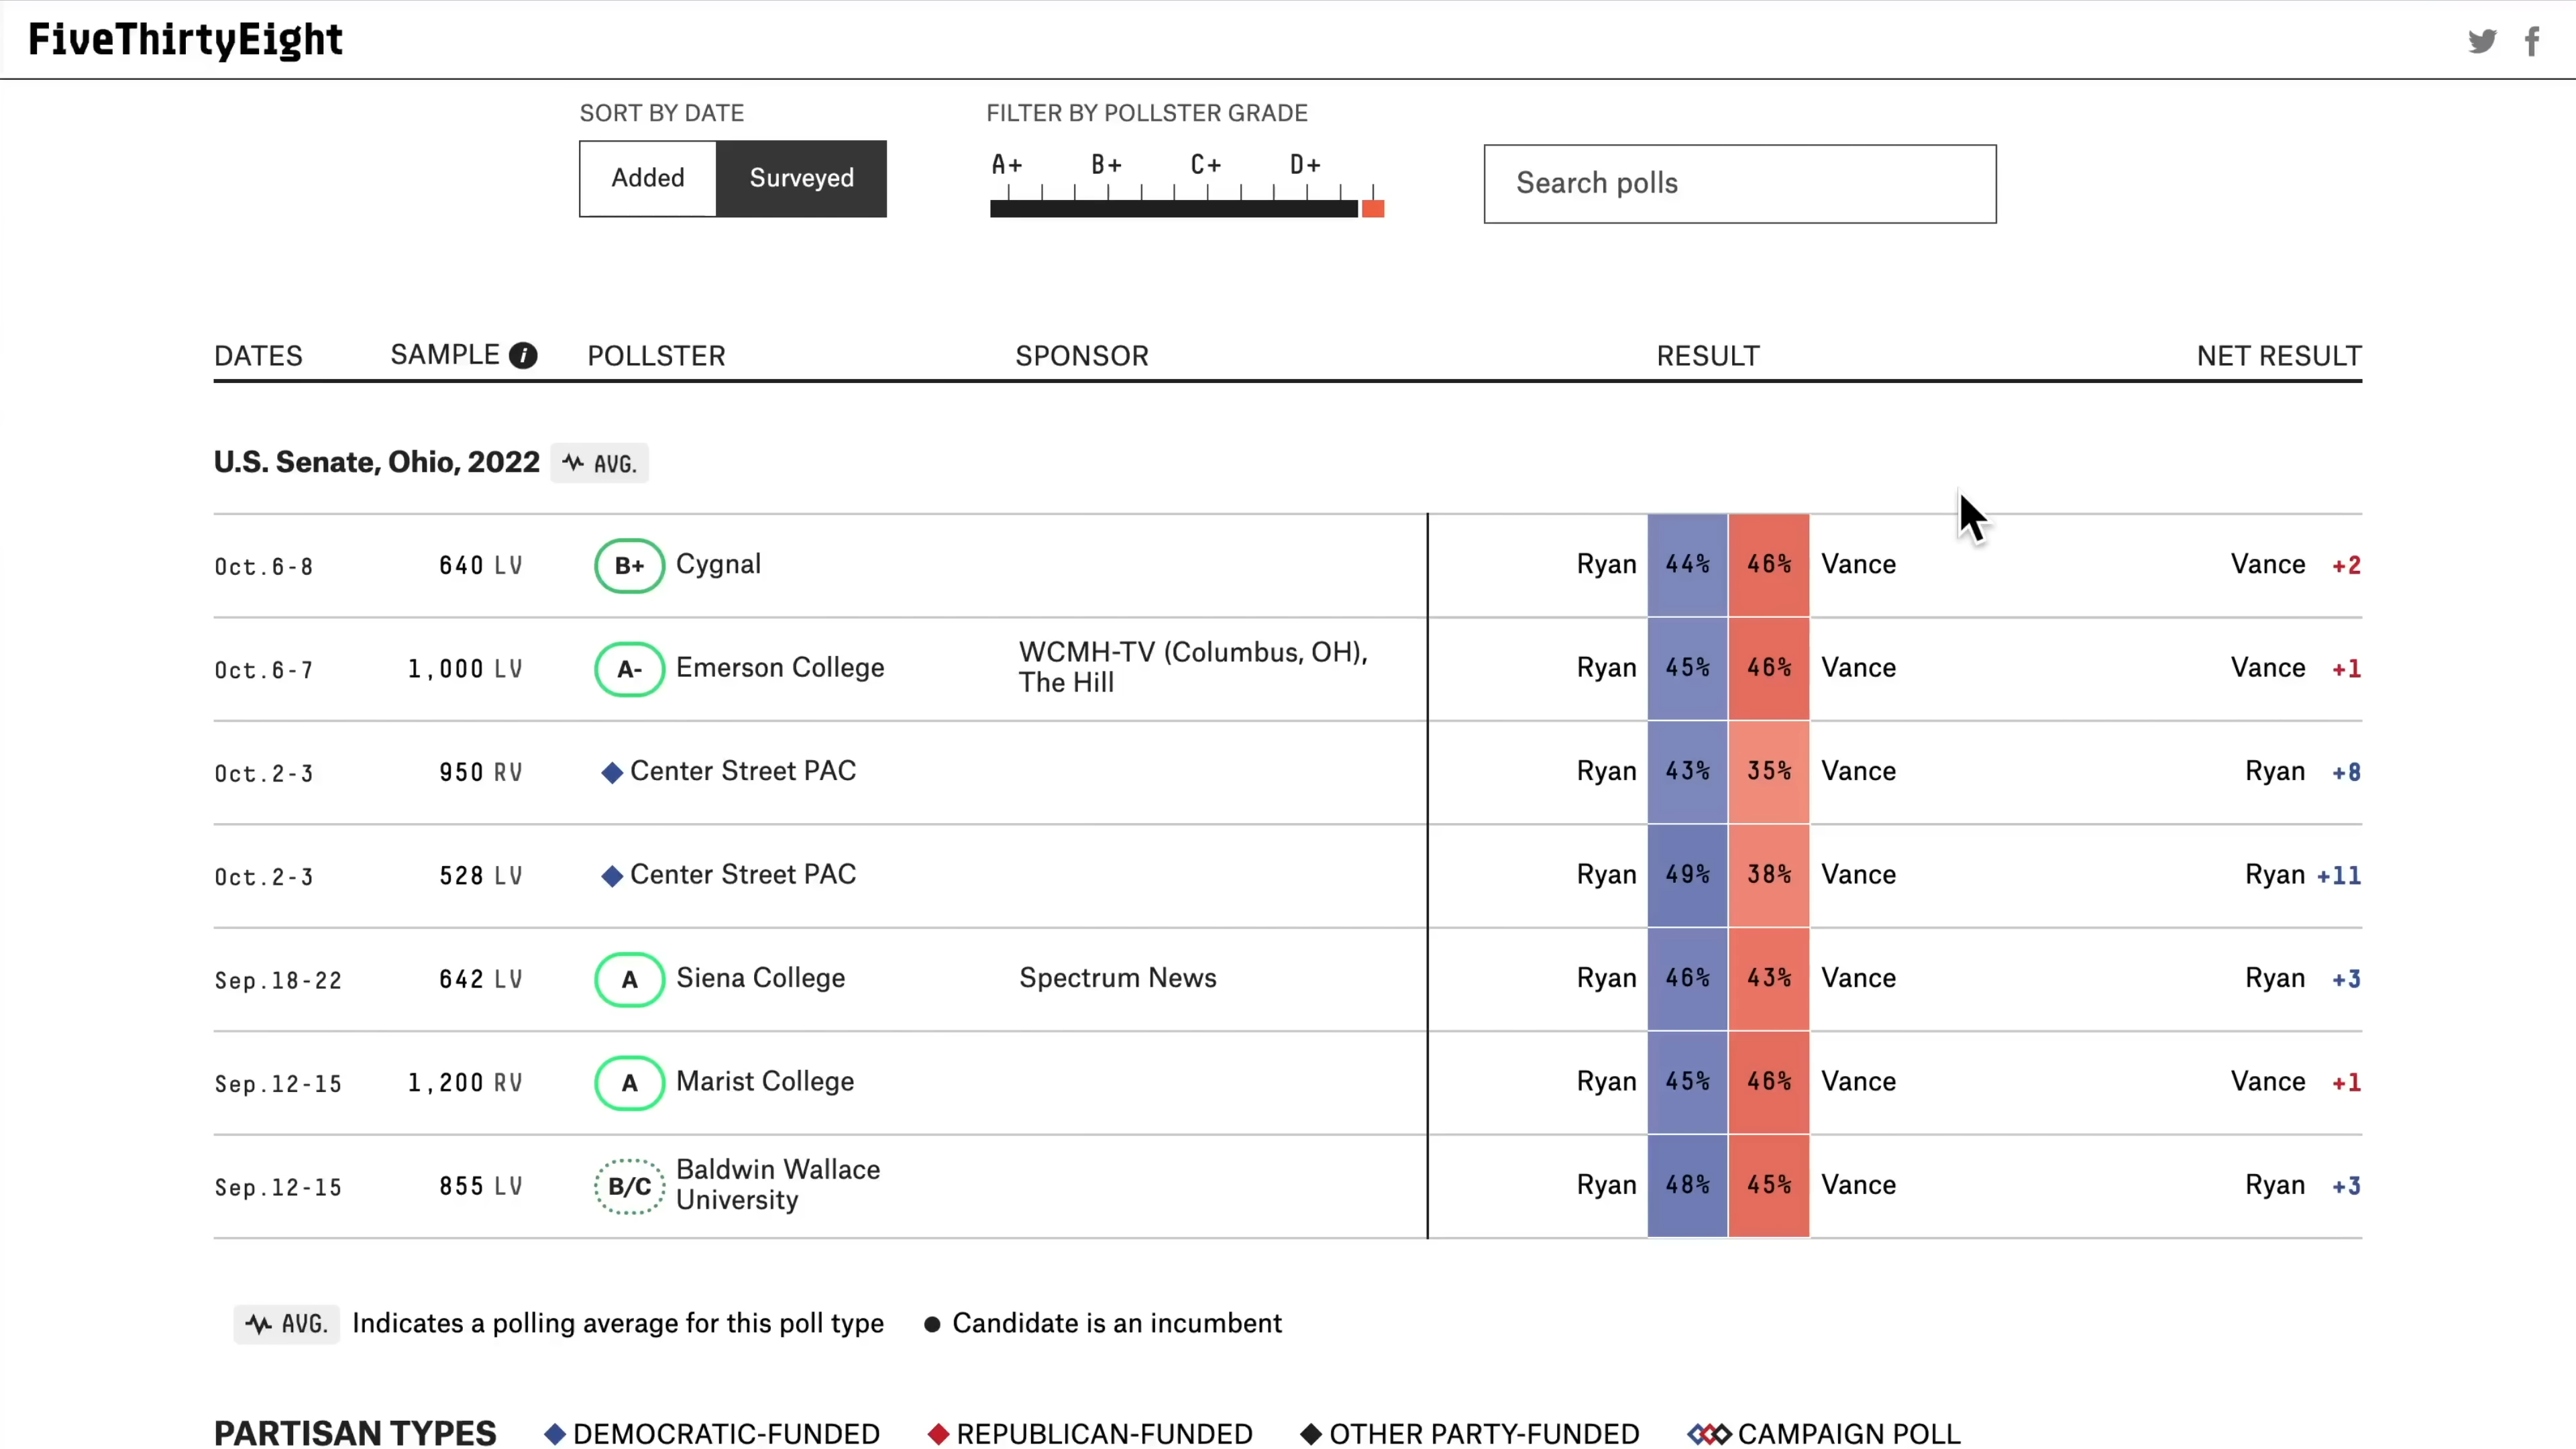 FiveThirtyEight
SORT BY DATE
Added Surveyed
FILTER BY POLLSTER GRADE
A+ B+ C+ D+
Search polls
DATES SAMPLE i POLLSTER SPONSOR RESULT NET RESULT
U.S. Senate, Ohio, 2022 AVG.
Oct.6-8 640 LV B+ Cygnal Ryan 44% 46% Vance Vance +2
Oct.6-7 1,000 LV A- Emerson College WCMH-TV (Columbus, OH),
The Hill Ryan 45% 46% Vance Vance +1
Oct.2-3 950 RV Center Street PAC Ryan 43% 35% Vance Ryan +8
Oct.2-3 528 LV Center Street PAC Ryan 49% 38% Vance Ryan +11
Sep.18-22 642 LV A Siena College Spectrum News Ryan 46% 43% Vance Ryan +3
Sep.12-15 1,200 RV A Marist College Ryan 45% 46% Vance Vance +1
Sep.12-15 855 LV B/C Baldwin Wallace
University Ryan 48% 45% Vance Ryan +3
AVG. Indicates a polling average for this poll type ● Candidate is an incumbent
PARTISAN TYPES DEMOCRATIC-FUNDED REPUBLICAN-FUNDED OTHER PARTY-FUNDED CAMPAIGN POLL